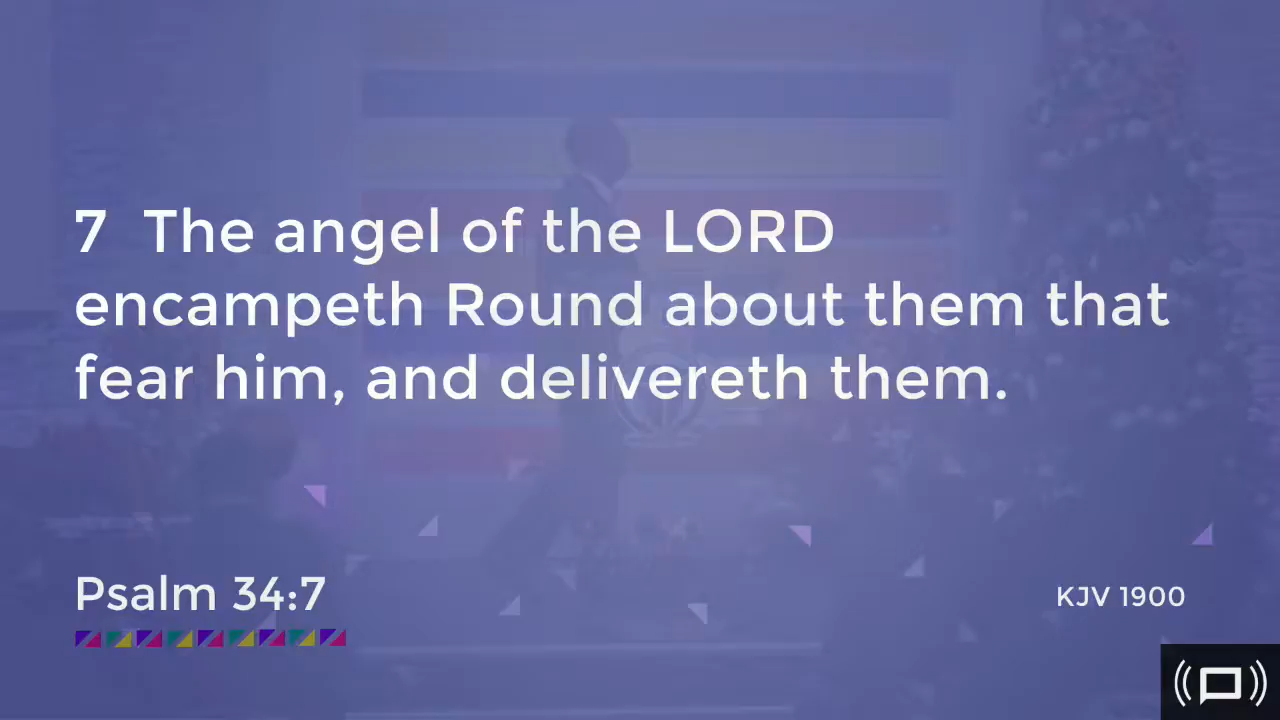 7 The angel of the LORD
encampeth Round about them that
fear him, and delivereth them.
Psalm 34:7
KJV 1900